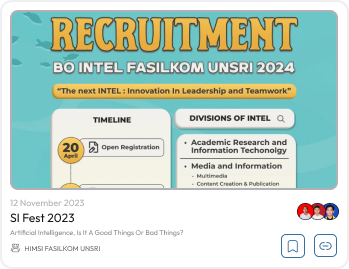 RECRUITMENT
BO INTEL FASILKOM UNSRI 2024
"The next INTEL : Innovation In Leadership and Teamwork"
TIMELINE
20
April
Open Registration
DIVISIONS OF INTEL
• Academic Research and
Information Techonolgy
• Media and Information
- Multimedia
- Content Creation & Publication
12 November 2023
SI Fest 2023
Artificial Intelligence, Is It A Good Things Or Bad Things?
HIMSI FASILKOM UNSRI